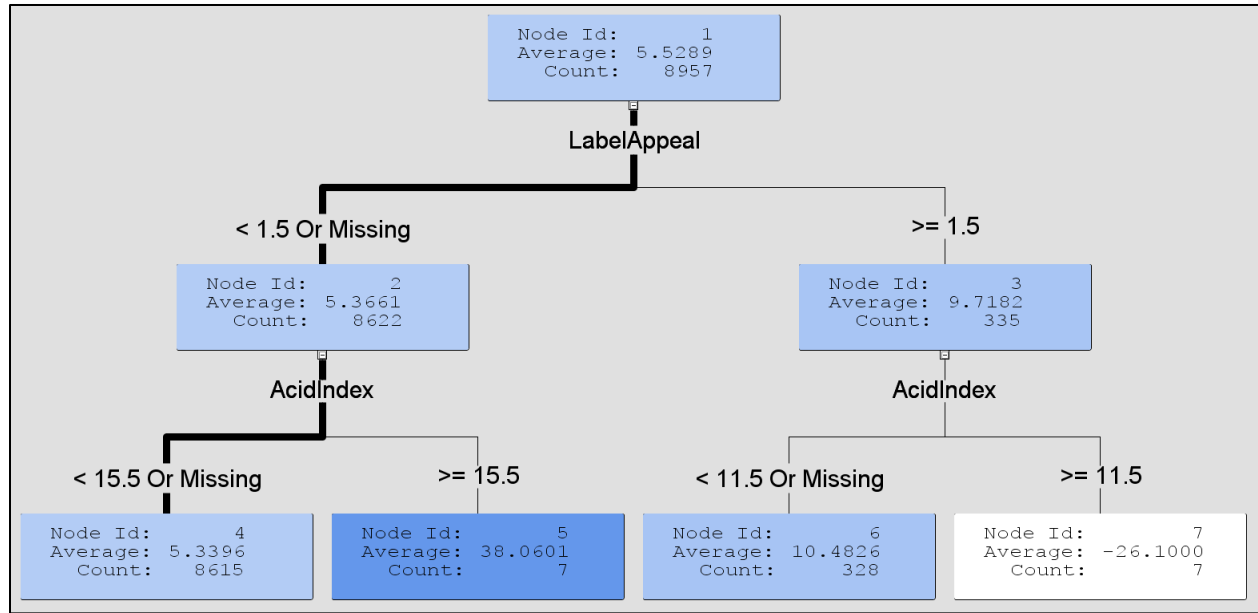 Node Id: 1
Average: 5.5289
Count: 8957
LabelAppeal
< 1.5 Or Missing
>= 1.5
Node Id: 2
Average: 5.3661
Count: 8622
Node Id: 3
Average: 9.7182
Count: 335
AcidIndex
AcidIndex
< 15.5 Or Missing
>= 15.5
< 11.5 Or Missing
>= 11.5
Node Id: 4
Average: 5.3396
Count: 8615
Node Id: 5
Average: 38.0601
Count: 7
Node Id: 6
Average: 10.4826
Count: 328
Node Id: 7
Average: -26.1000
Count: 7